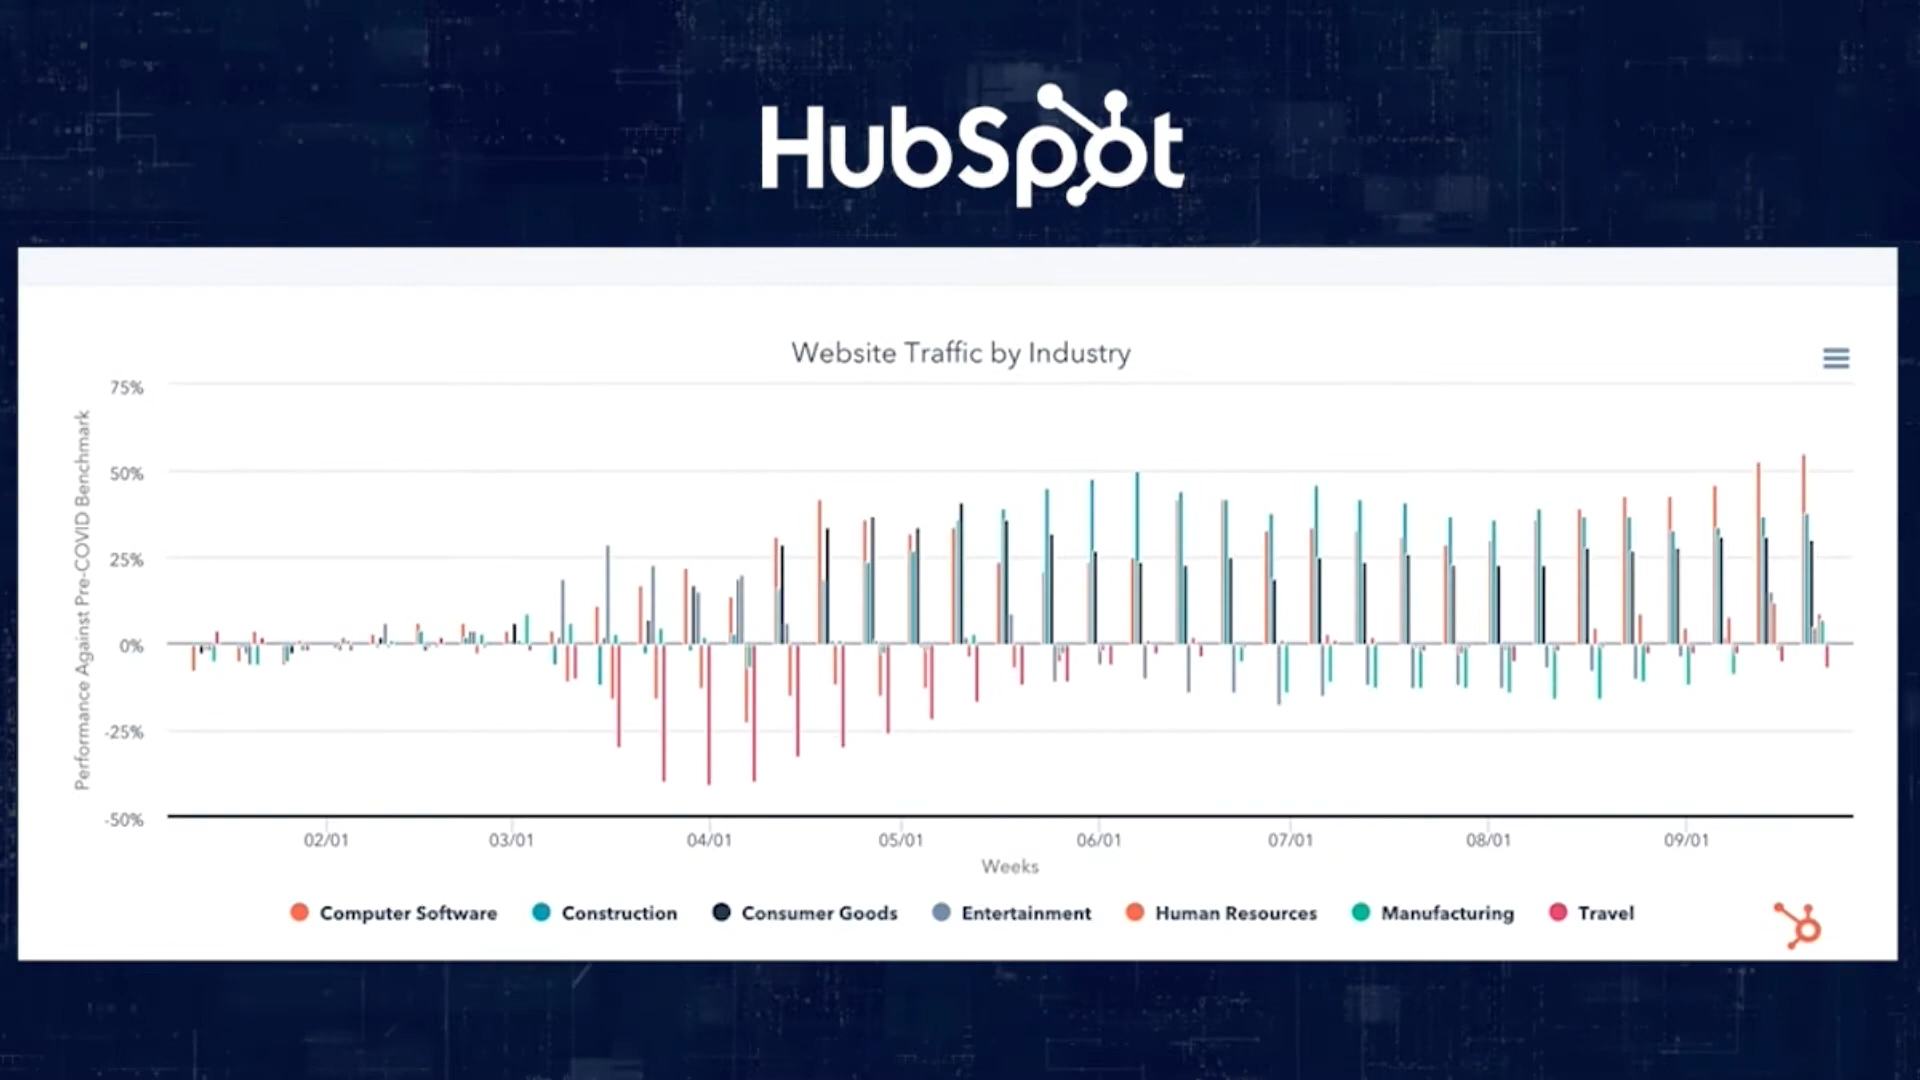 HubSpot
Website Traffic by Industry
Performance Against Pre-COVID Benchmark
75%
50%
25%
0%
-25%
-50%
02/01 03/01 04/01 05/01 06/01 07/01 08/01 09/01
Weeks
Computer Software Construction Consumer Goods Entertainment Human Resources Manufacturing Travel